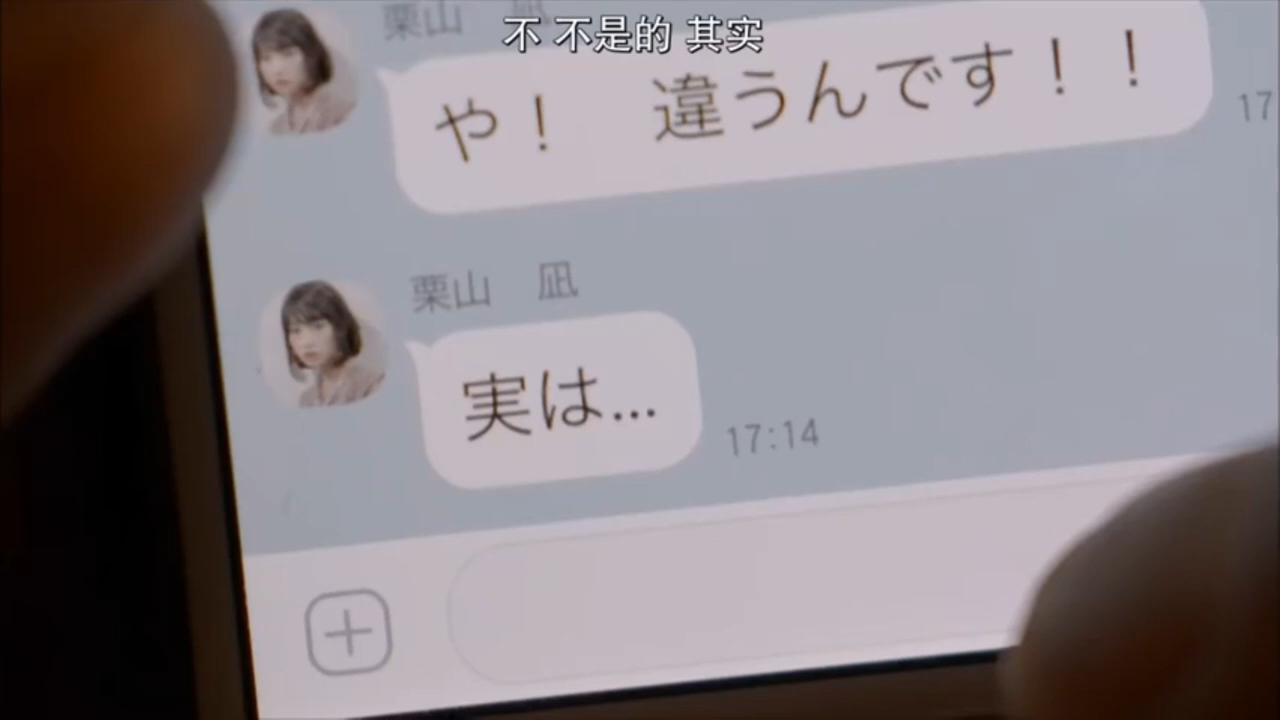 不 不是的 其实
栗山 凪
や！ 違うんです！！
17
栗山 凪
実は...
17:14